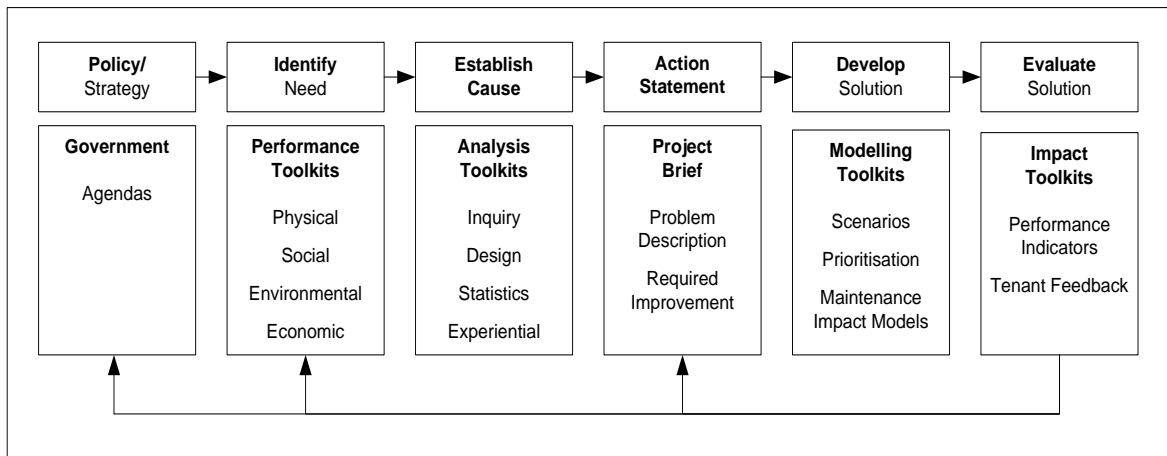 Policy/
Strategy
Identify
Need
Establish
Cause
Action
Statement
Develop
Solution
Evaluate
Solution
Government
Agendas
Performance
Toolkits
Physical
Social
Environmental
Economic
Analysis
Toolkits
Inquiry
Design
Statistics
Experiential
Project
Brief
Problem
Description
Required
Improvement
Modelling
Toolkits
Scenarios
Prioritisation
Maintenance
Impact Models
Impact
Toolkits
Performance
Indicators
Tenant Feedback